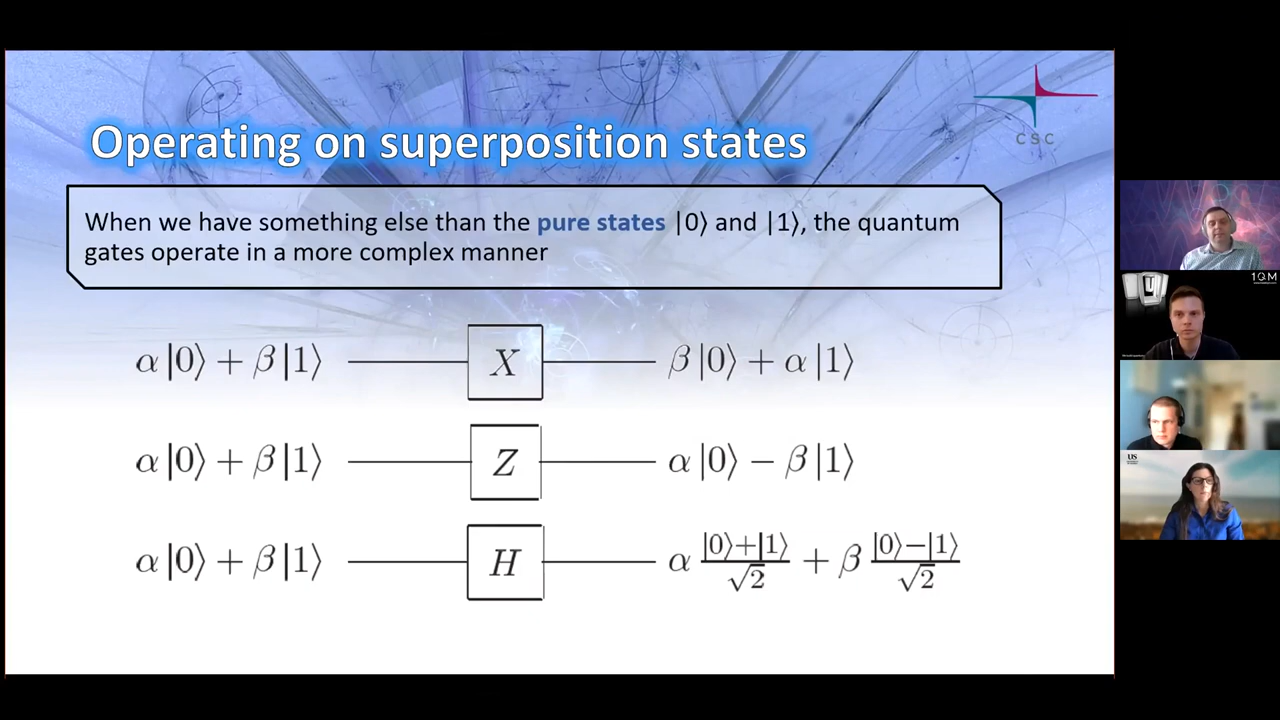 Operating on superposition states
CSC
When we have something else than the pure states |0⟩ and |1⟩, the quantum
gates operate in a more complex manner
α|0⟩ + β|1⟩ X β|0⟩ + α|1⟩
α|0⟩ + β|1⟩ Z α|0⟩ − β|1⟩
α|0⟩ + β|1⟩ H α (|0⟩+|1⟩)/√2 + β (|0⟩−|1⟩)/√2
IQM
US